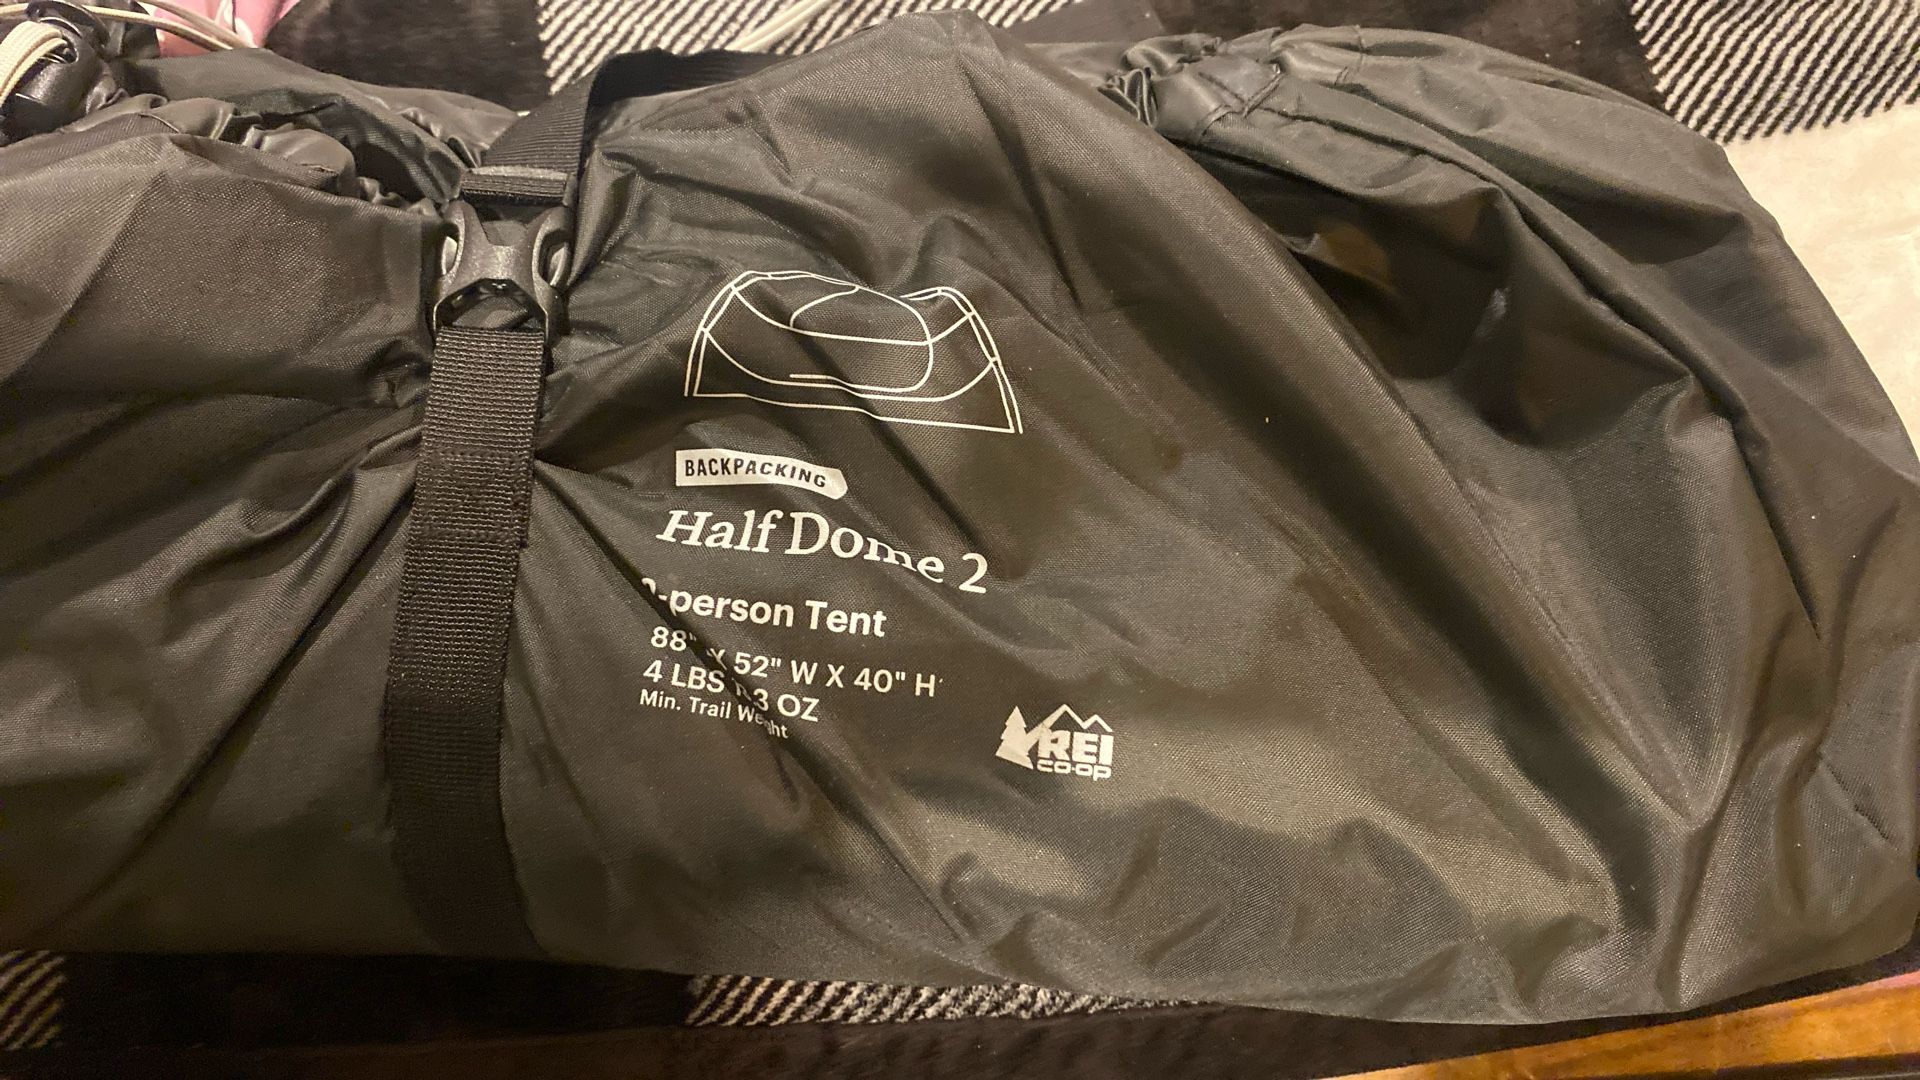 BACKPACKING
Half Dome 2
-person Tent
88" X 52" W X 40" H
4 LBS 3 OZ
Min. Trail Weight
REI
co·op